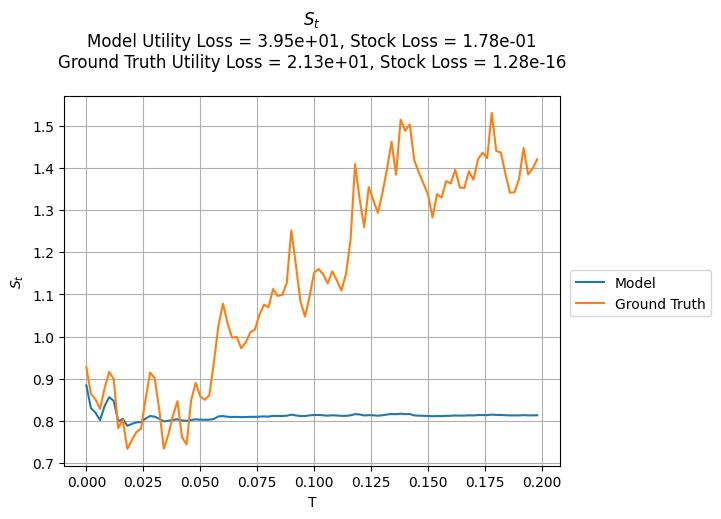 S_t
Model Utility Loss = 3.95e+01, Stock Loss = 1.78e-01
Ground Truth Utility Loss = 2.13e+01, Stock Loss = 1.28e-16
1.5
1.4
1.3
1.2
1.1
1.0
0.9
0.8
0.7
S_t
0.000 0.025 0.050 0.075 0.100 0.125 0.150 0.175 0.200
T
Model
Ground Truth